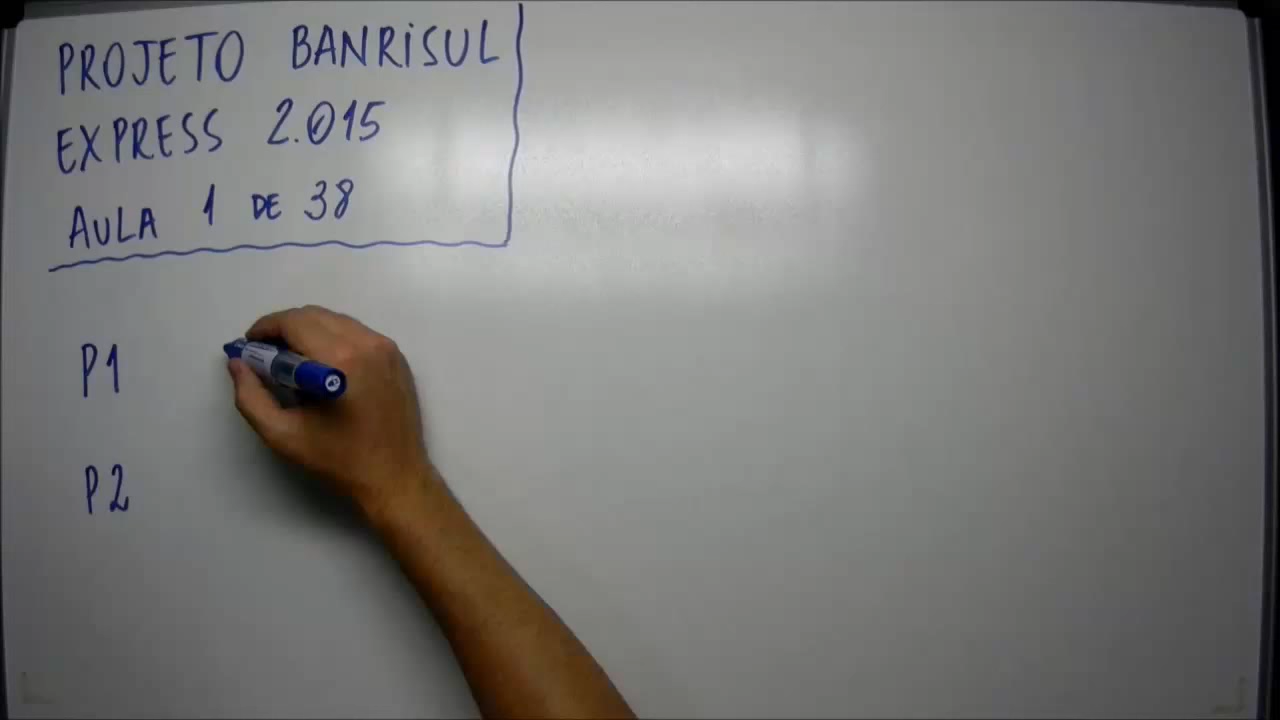 PROJETO BANRiSUL
EXPRESS 2.015
AULA 1 DE 38
P1
P2